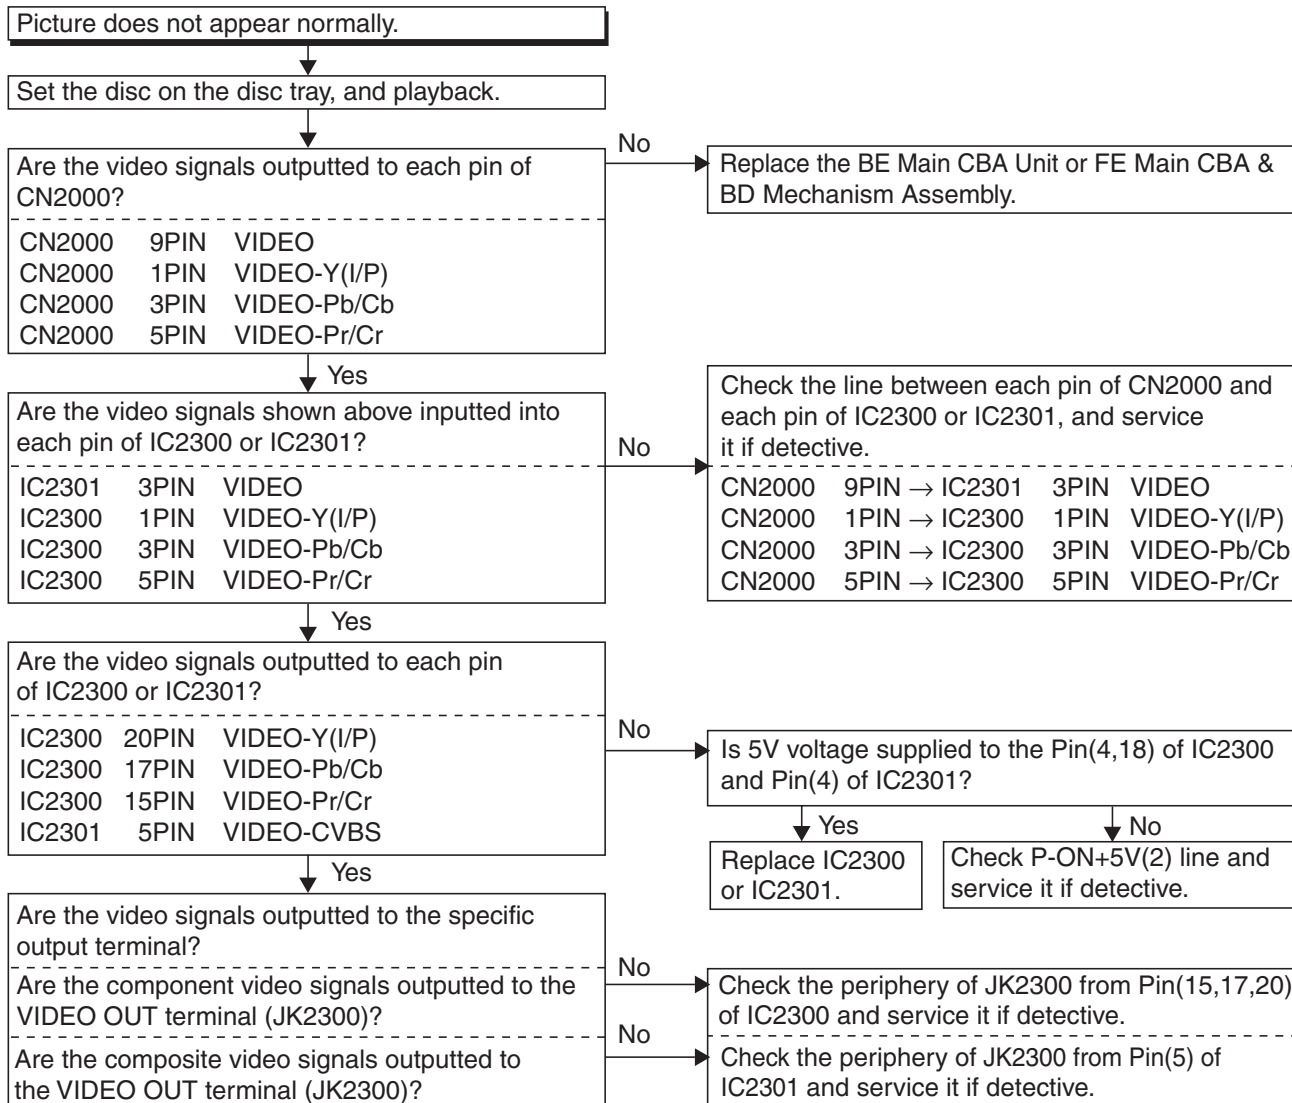 Picture does not appear normally.
Set the disc on the disc tray, and playback.
Are the video signals outputted to each pin of
CN2000?
CN2000 9PIN VIDEO
CN2000 1PIN VIDEO-Y(I/P)
CN2000 3PIN VIDEO-Pb/Cb
CN2000 5PIN VIDEO-Pr/Cr
No
Replace the BE Main CBA Unit or FE Main CBA &
BD Mechanism Assembly.
Yes
Are the video signals shown above inputted into
each pin of IC2300 or IC2301?
IC2301 3PIN VIDEO
IC2300 1PIN VIDEO-Y(I/P)
IC2300 3PIN VIDEO-Pb/Cb
IC2300 5PIN VIDEO-Pr/Cr
No
Check the line between each pin of CN2000 and
each pin of IC2300 or IC2301, and service
it if detective.
CN2000 9PIN → IC2301 3PIN VIDEO
CN2000 1PIN → IC2300 1PIN VIDEO-Y(I/P)
CN2000 3PIN → IC2300 3PIN VIDEO-Pb/Cb
CN2000 5PIN → IC2300 5PIN VIDEO-Pr/Cr
Yes
Are the video signals outputted to each pin
of IC2300 or IC2301?
IC2300 20PIN VIDEO-Y(I/P)
IC2300 17PIN VIDEO-Pb/Cb
IC2300 15PIN VIDEO-Pr/Cr
IC2301 5PIN VIDEO-CVBS
No
Is 5V voltage supplied to the Pin(4,18) of IC2300
and Pin(4) of IC2301?
Yes
Replace IC2300
or IC2301.
No
Check P-ON+5V(2) line and
service it if detective.
Yes
Are the video signals outputted to the specific
output terminal?
Are the component video signals outputted to the
VIDEO OUT terminal (JK2300)?
No
Check the periphery of JK2300 from Pin(15,17,20)
of IC2300 and service it if detective.
Are the composite video signals outputted to
the VIDEO OUT terminal (JK2300)?
No
Check the periphery of JK2300 from Pin(5) of
IC2301 and service it if detective.